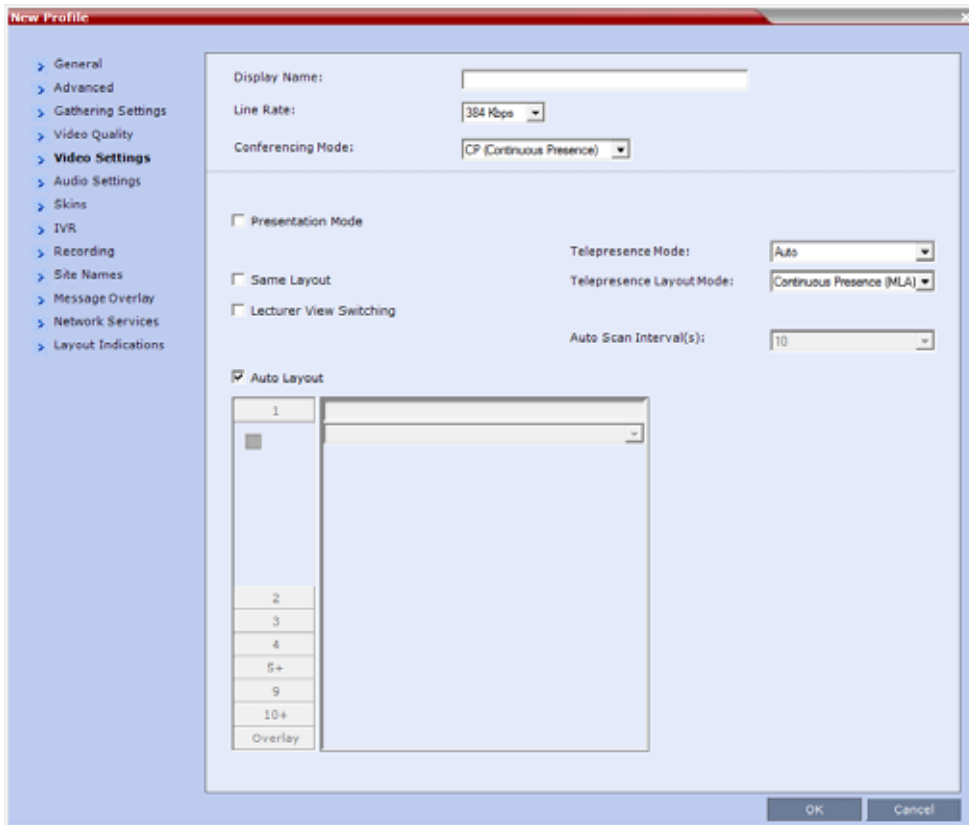 New Profile
General
Advanced
Gathering Settings
Video Quality
Video Settings
Audio Settings
Skins
IVR
Recording
Site Names
Message Overlay
Network Services
Layout Indications
Display Name:
Line Rate:
384 Kbps
Conferencing Mode:
CP (Continuous Presence)
Presentation Mode
Telepresence Mode:
Auto
Same Layout
Telepresence Layout Mode:
Continuous Presence (MLA)
Lecturer View Switching
Auto Scan Interval(s):
10
Auto Layout
1
2
3
4
5+
9
10+
Overlay
OK
Cancel